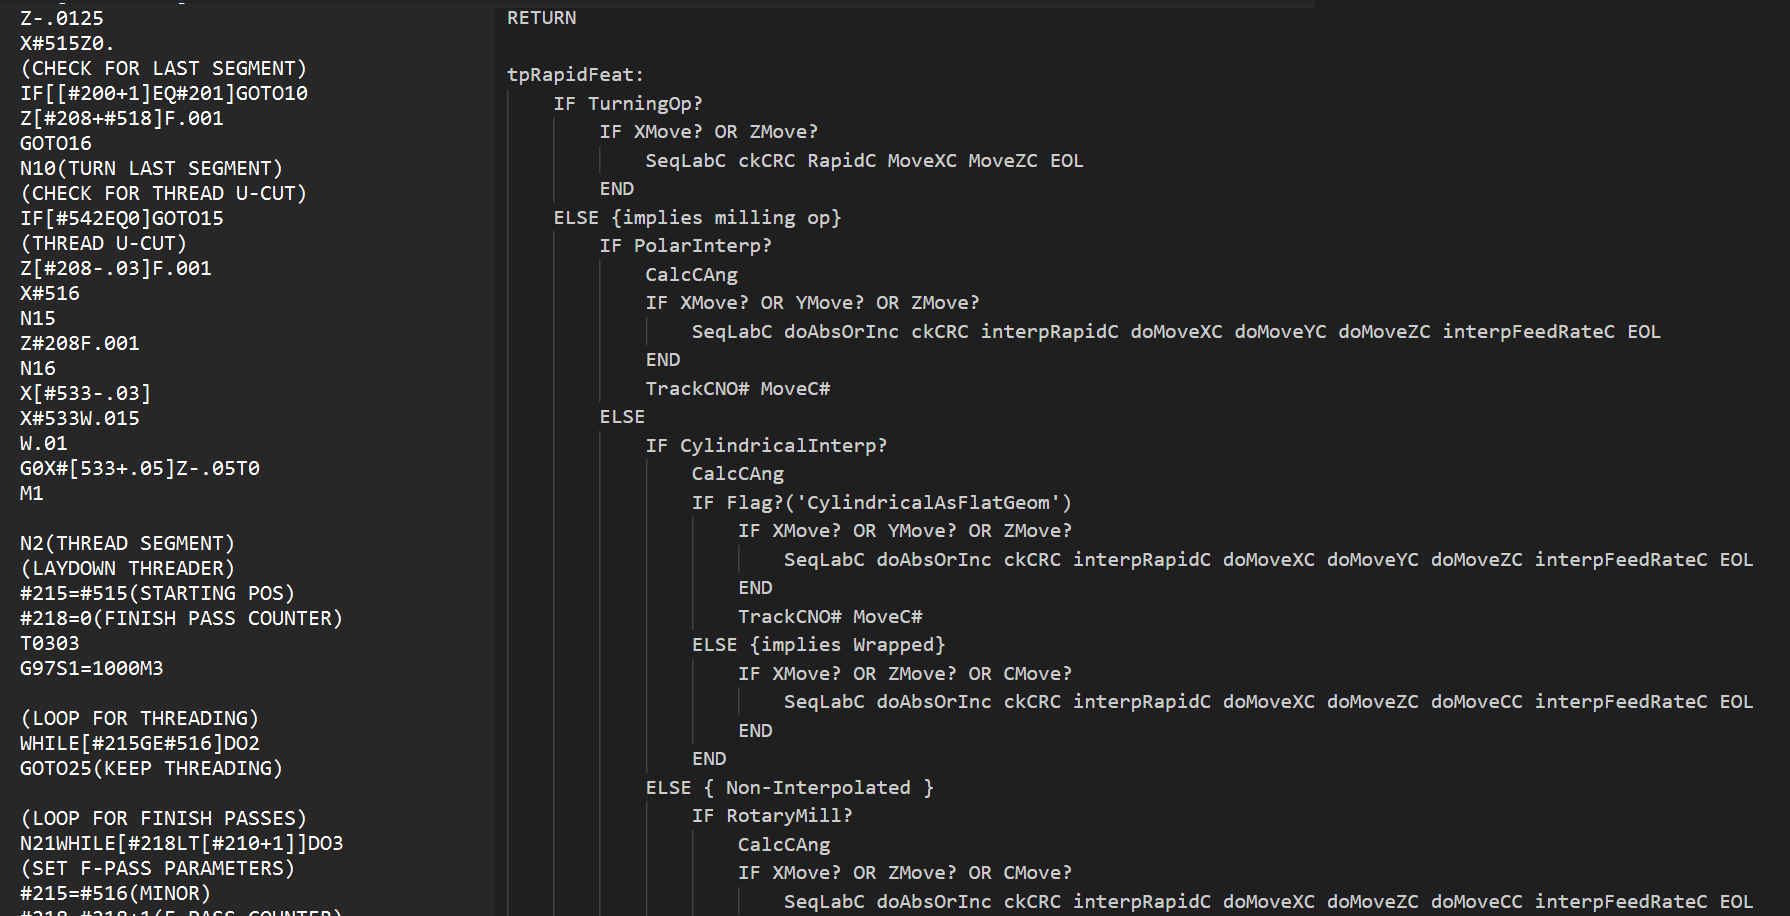 Z-.0125
X#515Z0.
(CHECK FOR LAST SEGMENT)
IF[[#200+1]EQ#201]GOTO10
Z[#208+#518]F.001
GOTO16
N10(TURN LAST SEGMENT)
(CHECK FOR THREAD U-CUT)
IF[#542EQ0]GOTO15
(THREAD U-CUT)
Z[#208-.03]F.001
X#516
N15
Z#208F.001
N16
X[#533-.03]
X#533W.015
W.01
G0X#[533+.05]Z-.05T0
M1
N2(THREAD SEGMENT)
(LAYDOWN THREADER)
#215=#515(STARTING POS)
#218=0(FINISH PASS COUNTER)
T0303
G97S1=1000M3
(LOOP FOR THREADING)
WHILE[#215GE#516]DO2
GOTO25(KEEP THREADING)
(LOOP FOR FINISH PASSES)
N21WHILE[#218LT[#210+1]]DO3
(SET F-PASS PARAMETERS)
#215=#516(MINOR)
#218=#218+1(F-PASS COUNTER)
RETURN
tpRapidFeat:
IF TurningOp?
IF XMove? OR ZMove?
SeqLabC ckCRC RapidC MoveXC MoveZC EOL
END
ELSE {implies milling op}
IF PolarInterp?
CalcCAng
IF XMove? OR YMove? OR ZMove?
SeqLabC doAbsOrInc ckCRC interpRapidC doMoveXC doMoveYC doMoveZC interpFeedRateC EOL
END
TrackCNO# MoveC#
ELSE
IF CylindricalInterp?
CalcCAng
IF Flag?('CylindricalAsFlatGeom')
IF XMove? OR YMove? OR ZMove?
SeqLabC doAbsOrInc ckCRC interpRapidC doMoveXC doMoveYC doMoveZC interpFeedRateC EOL
END
TrackCNO# MoveC#
ELSE {implies Wrapped}
IF XMove? OR ZMove? OR CMove?
SeqLabC doAbsOrInc ckCRC interpRapidC doMoveXC doMoveZC doMoveCC interpFeedRateC EOL
END
END
ELSE { Non-Interpolated }
IF RotaryMill?
CalcCAng
IF XMove? OR ZMove? OR CMove?
SeqLabC doAbsOrInc ckCRC interpRapidC doMoveXC doMoveZC doMoveCC interpFeedRateC EOL